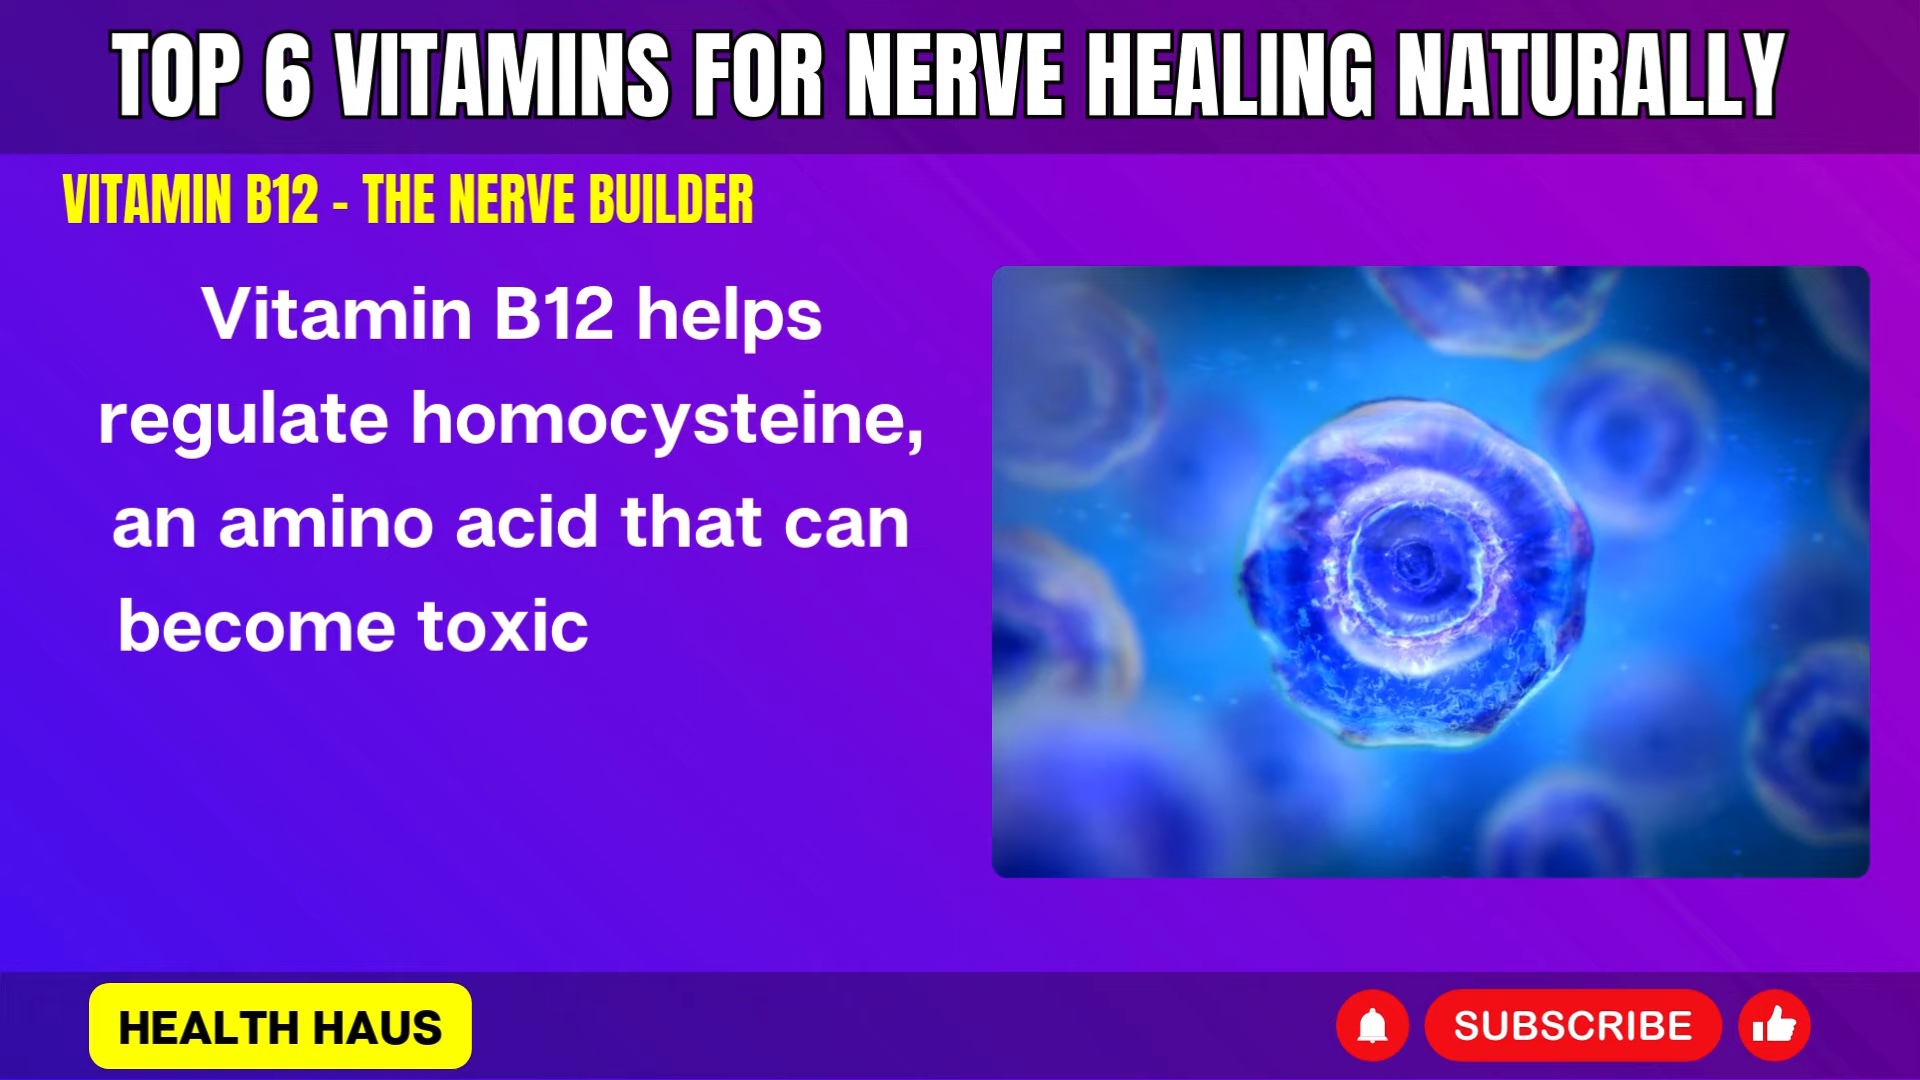 TOP 6 VITAMINS FOR NERVE HEALING NATURALLY
VITAMIN B12 - THE NERVE BUILDER
Vitamin B12 helps
regulate homocysteine,
an amino acid that can
become toxic
HEALTH HAUS
SUBSCRIBE